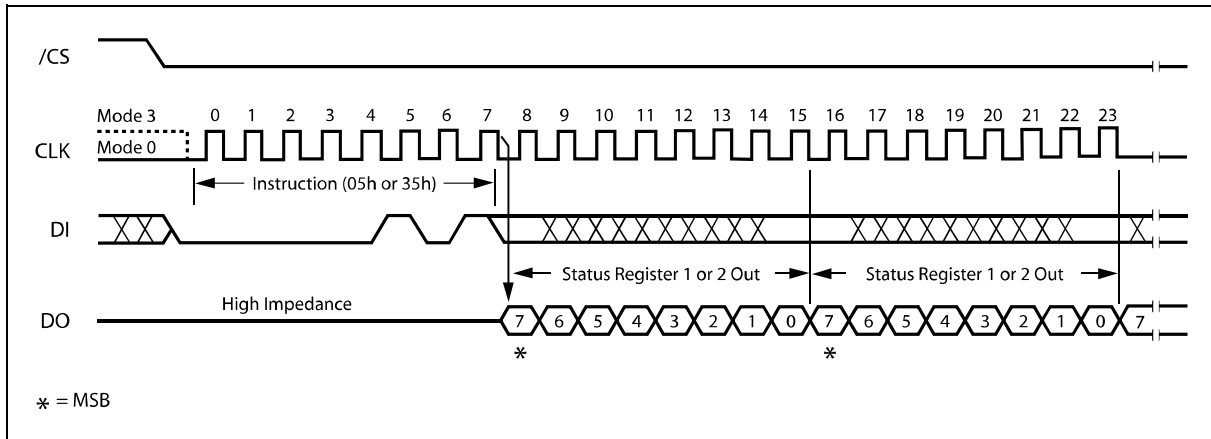 /CS
Mode 3
0 1 2 3 4 5 6 7 8 9 10 11 12 13 14 15 16 17 18 19 20 21 22 23
CLK
Mode 0
Instruction (05h or 35h)
DI
Status Register 1 or 2 Out Status Register 1 or 2 Out
High Impedance
DO
7 6 5 4 3 2 1 0 7 6 5 4 3 2 1 0 7
* *
* = MSB